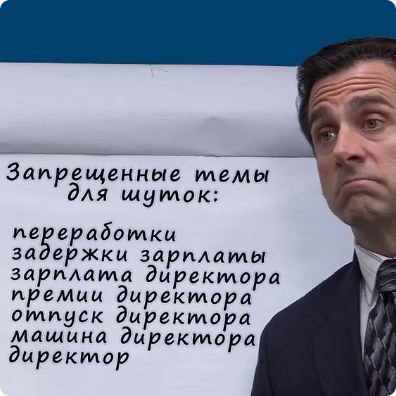 Запрещенные темы
для шуток:
переработки
задержки зарплаты
зарплата директора
премии директора
отпуск директора
машина директора
директор